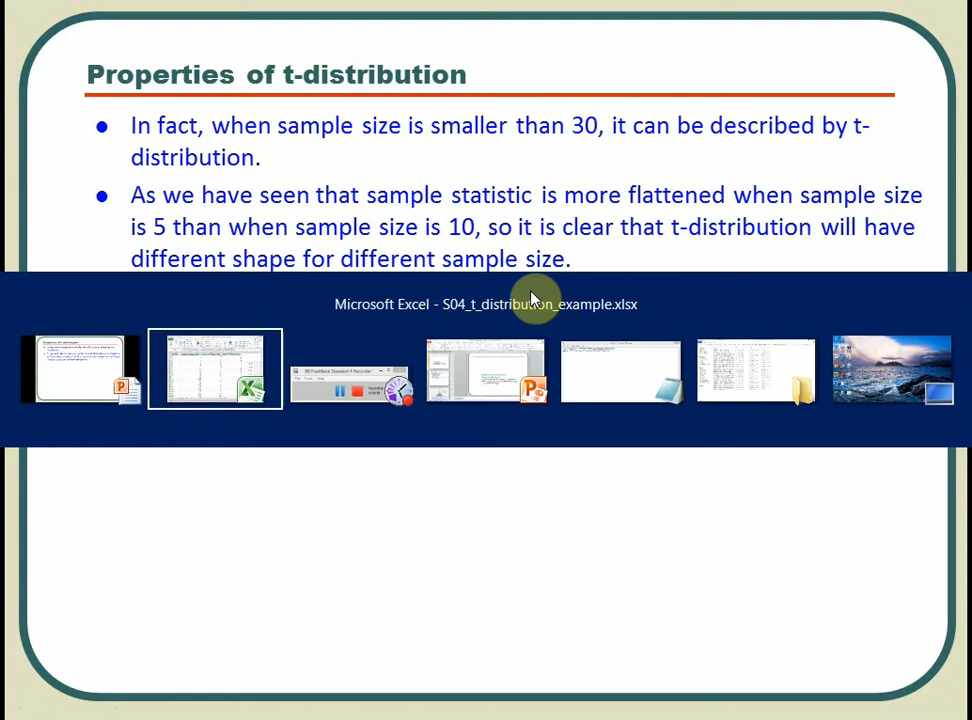 Properties of t-distribution
In fact, when sample size is smaller than 30, it can be described by t-
distribution.
As we have seen that sample statistic is more flattened when sample size
is 5 than when sample size is 10, so it is clear that t-distribution will have
different shape for different sample size.
Microsoft Excel - S04_t_distribution_example.xlsx